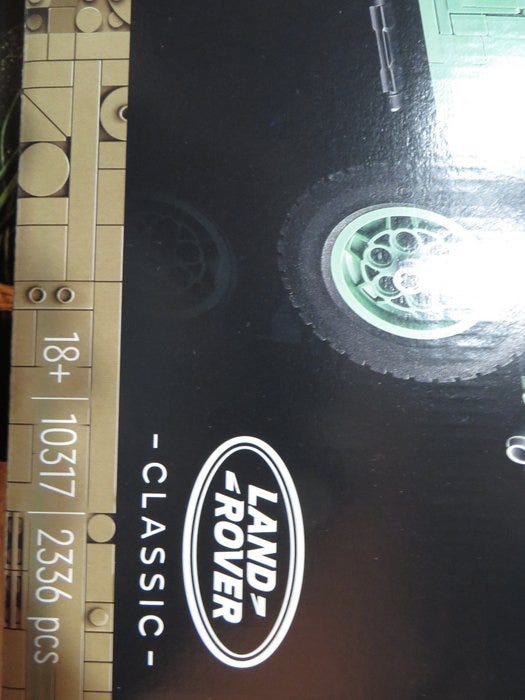 LAND
ROVER
- CLASSIC -
18+ | 10317 | 2336 pcs